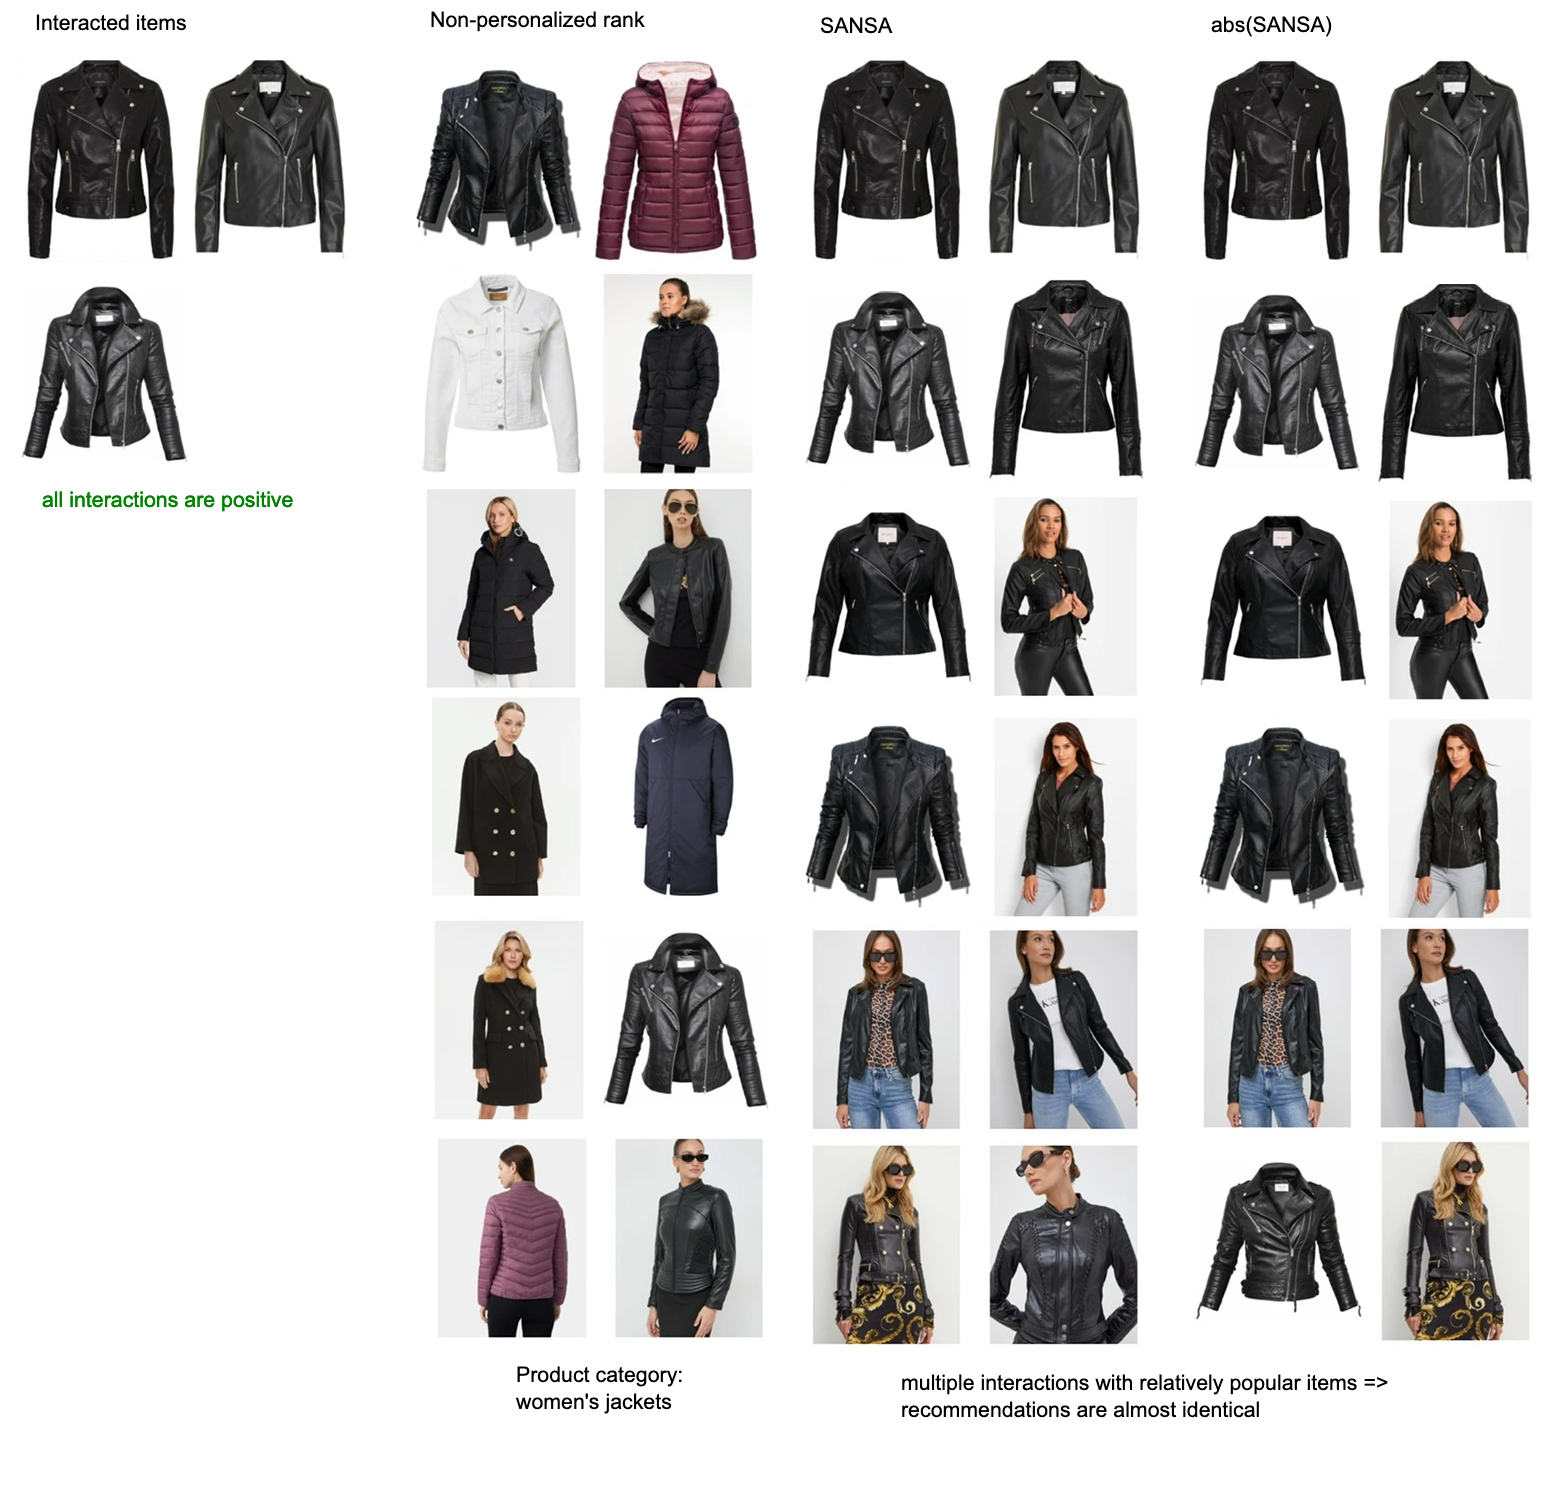 Interacted items
Non-personalized rank
SANSA
abs(SANSA)
all interactions are positive
Product category:
women's jackets
multiple interactions with relatively popular items =>
recommendations are almost identical